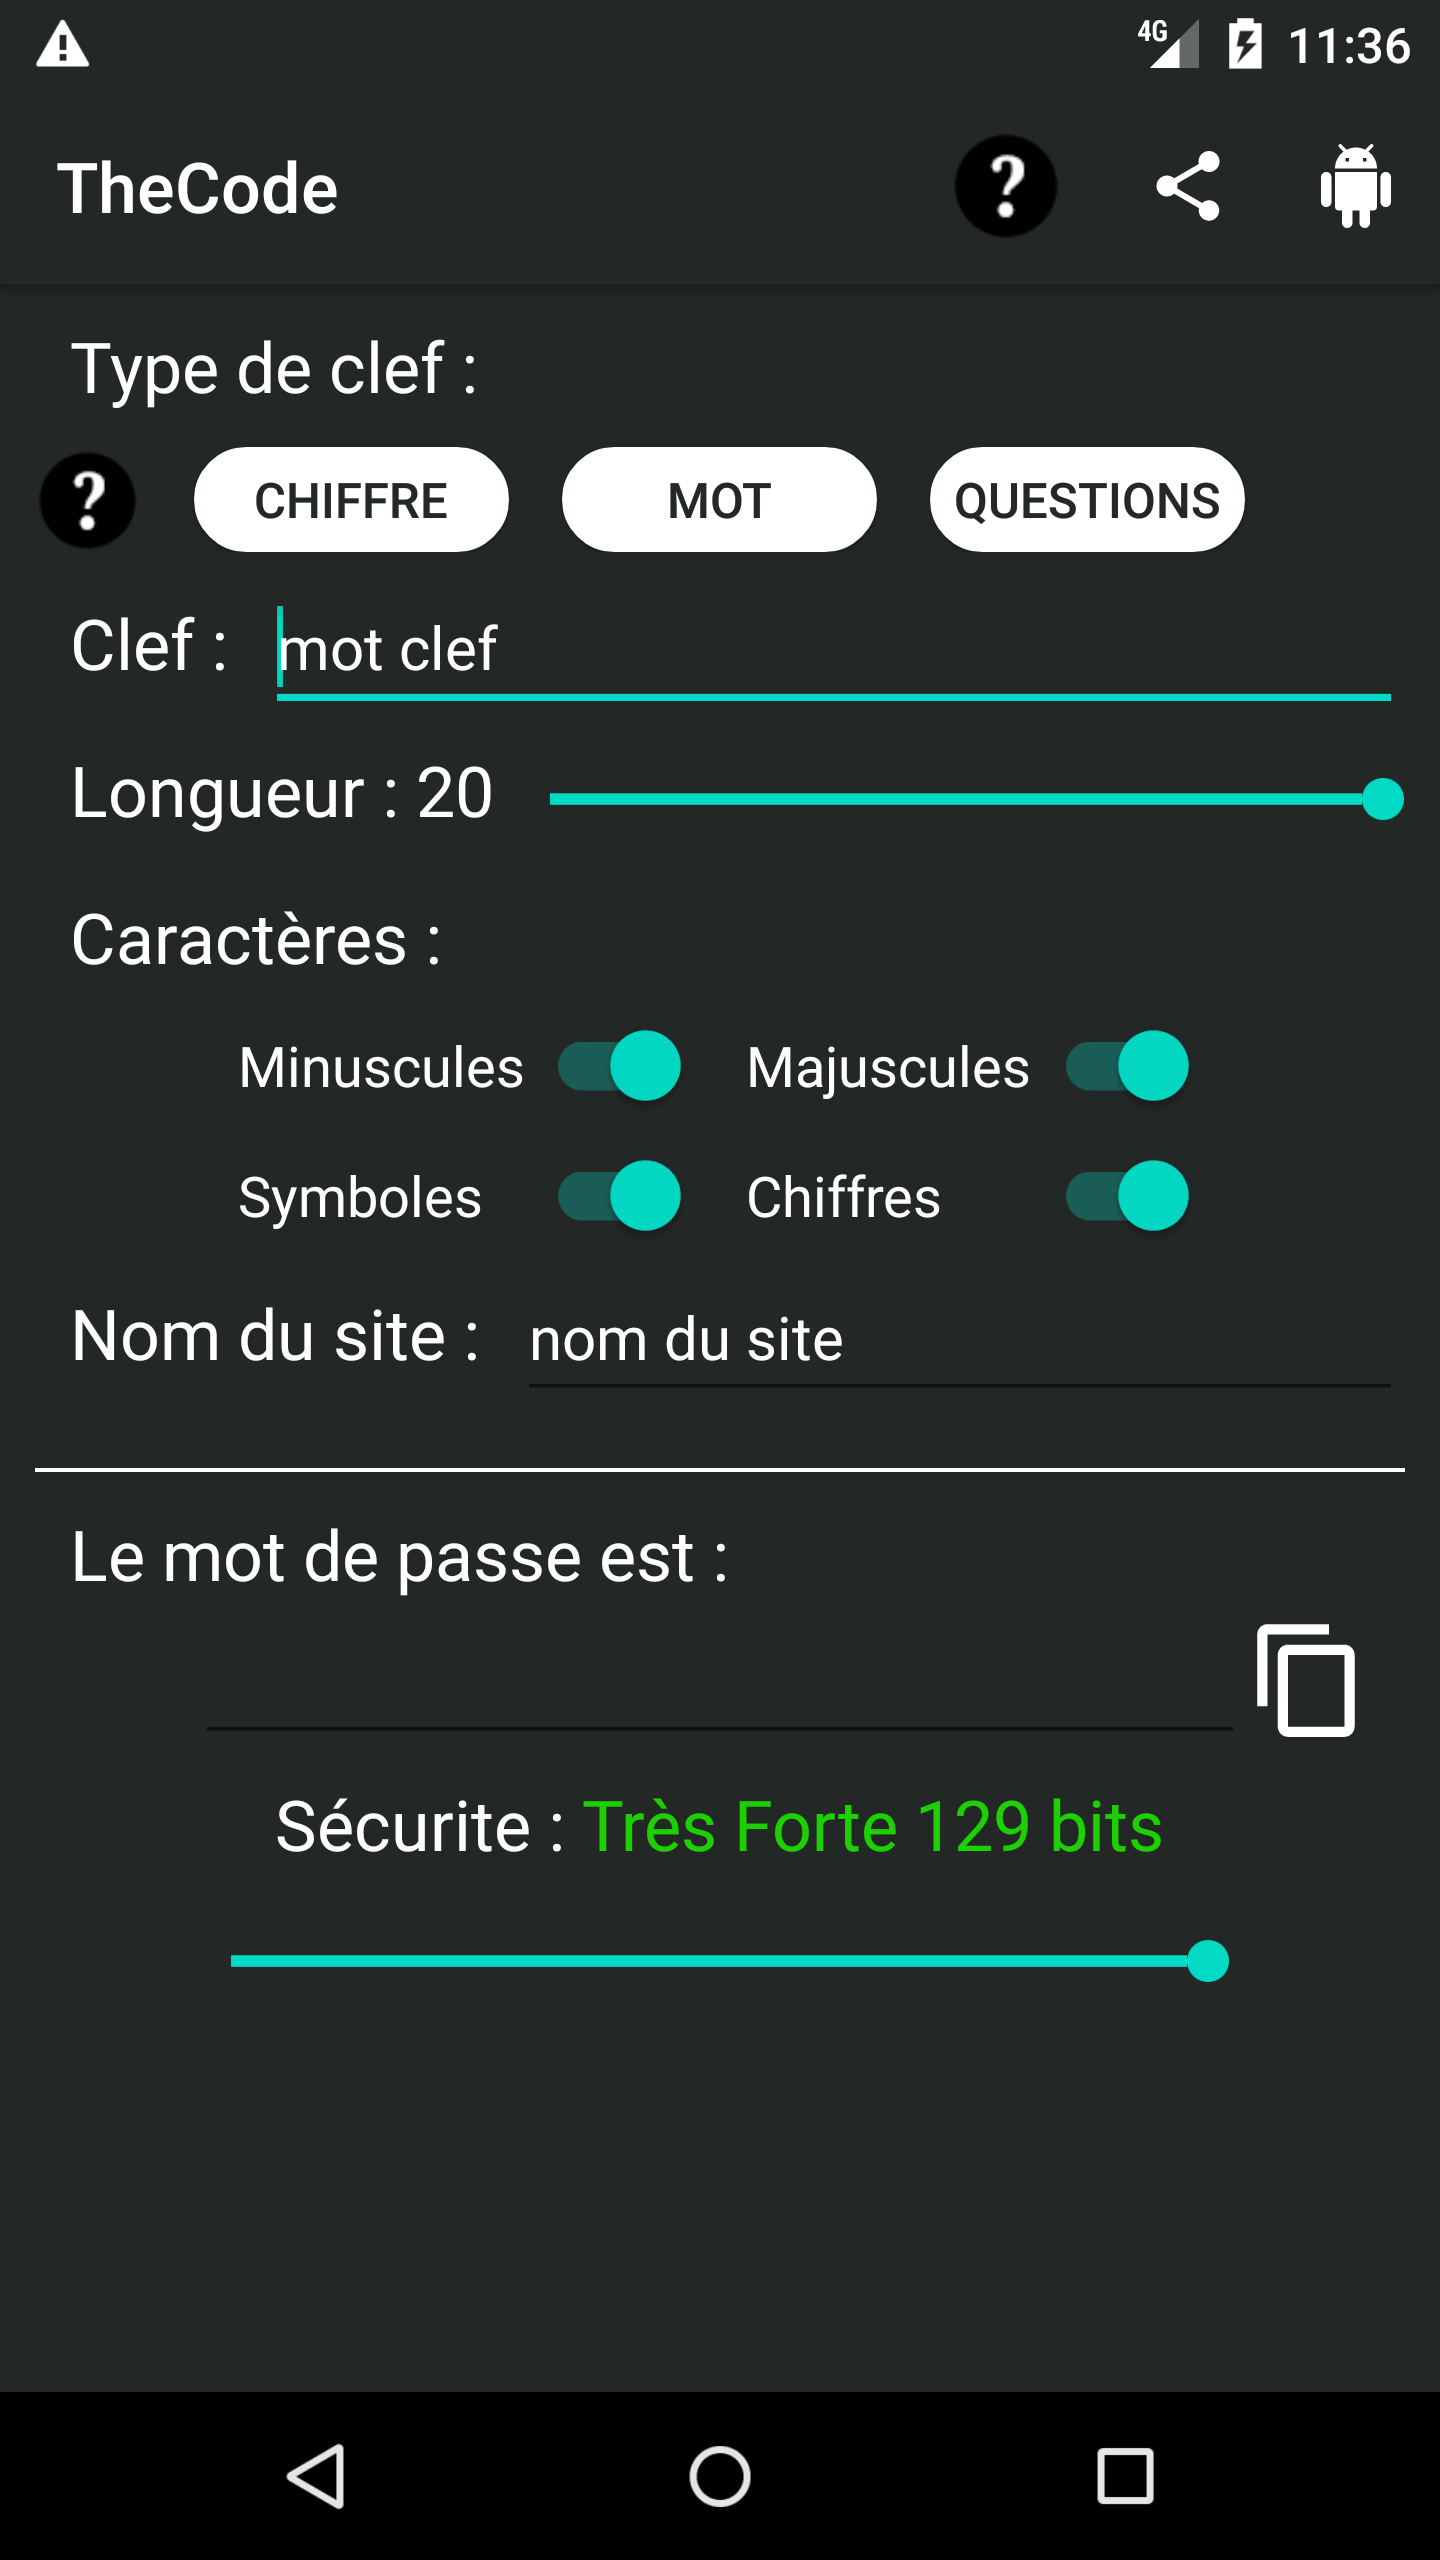 4G 11:36
TheCode ?
Type de clef :
? CHIFFRE MOT QUESTIONS
Clef : mot clef
Longueur : 20
Caractères :
Minuscules Majuscules
Symboles Chiffres
Nom du site : nom du site
Le mot de passe est :
Sécurite : Très Forte 129 bits